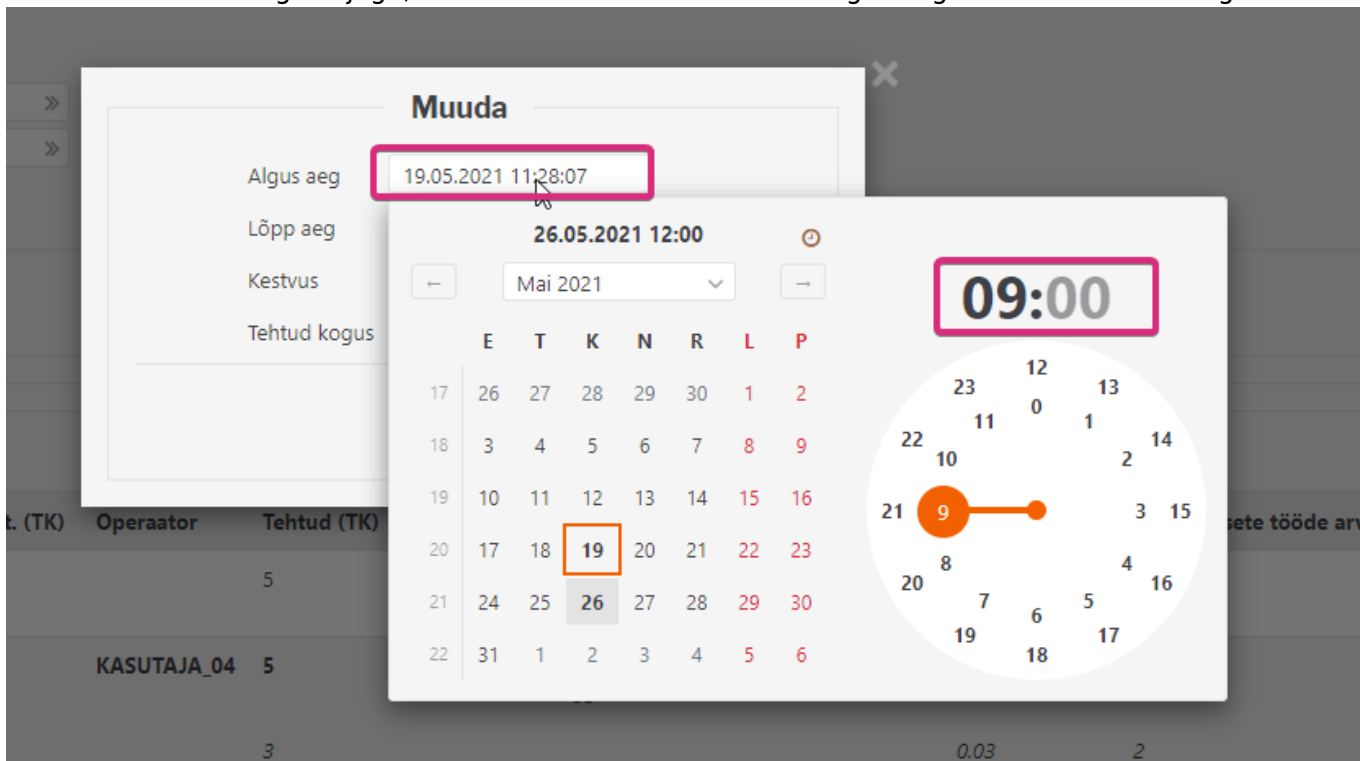 Muuda
Algus aeg 19.05.2021 11:28:07
Lõpp aeg
Kestvus
Tehtud kogus
26.05.2021 12:00
← Mai 2021 →
E T K N R L P
17 26 27 28 29 30 1 2
18 3 4 5 6 7 8 9
19 10 11 12 13 14 15 16
20 17 18 19 20 21 22 23
21 24 25 26 27 28 29 30
22 31 1 2 3 4 5 6
09:00
12
23 13
0
11 1
22 14
10 2
21 9 3 15
8 4
20 16
7 5
6
19 17
18
(TK) Operaator Tehtud (TK) tööde
5
KASUTAJA_04 5
3 0.03 2